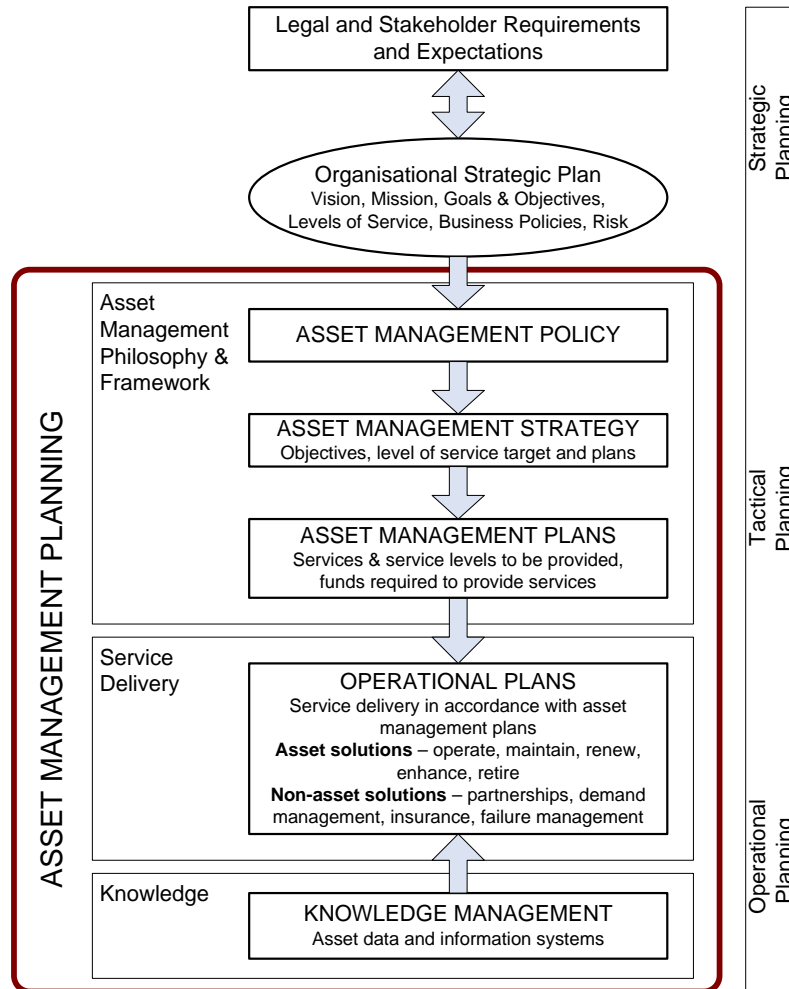 Legal and Stakeholder Requirements
and Expectations
Organisational Strategic Plan
Vision, Mission, Goals & Objectives,
Levels of Service, Business Policies, Risk
Strategic
Planning
ASSET MANAGEMENT PLANNING
Asset
Management
Philosophy &
Framework
ASSET MANAGEMENT POLICY
ASSET MANAGEMENT STRATEGY
Objectives, level of service target and plans
ASSET MANAGEMENT PLANS
Services & service levels to be provided,
funds required to provide services
Tactical
Planning
Service
Delivery
OPERATIONAL PLANS
Service delivery in accordance with asset
management plans
Asset solutions – operate, maintain, renew,
enhance, retire
Non-asset solutions – partnerships, demand
management, insurance, failure management
Operational
Planning
Knowledge
KNOWLEDGE MANAGEMENT
Asset data and information systems